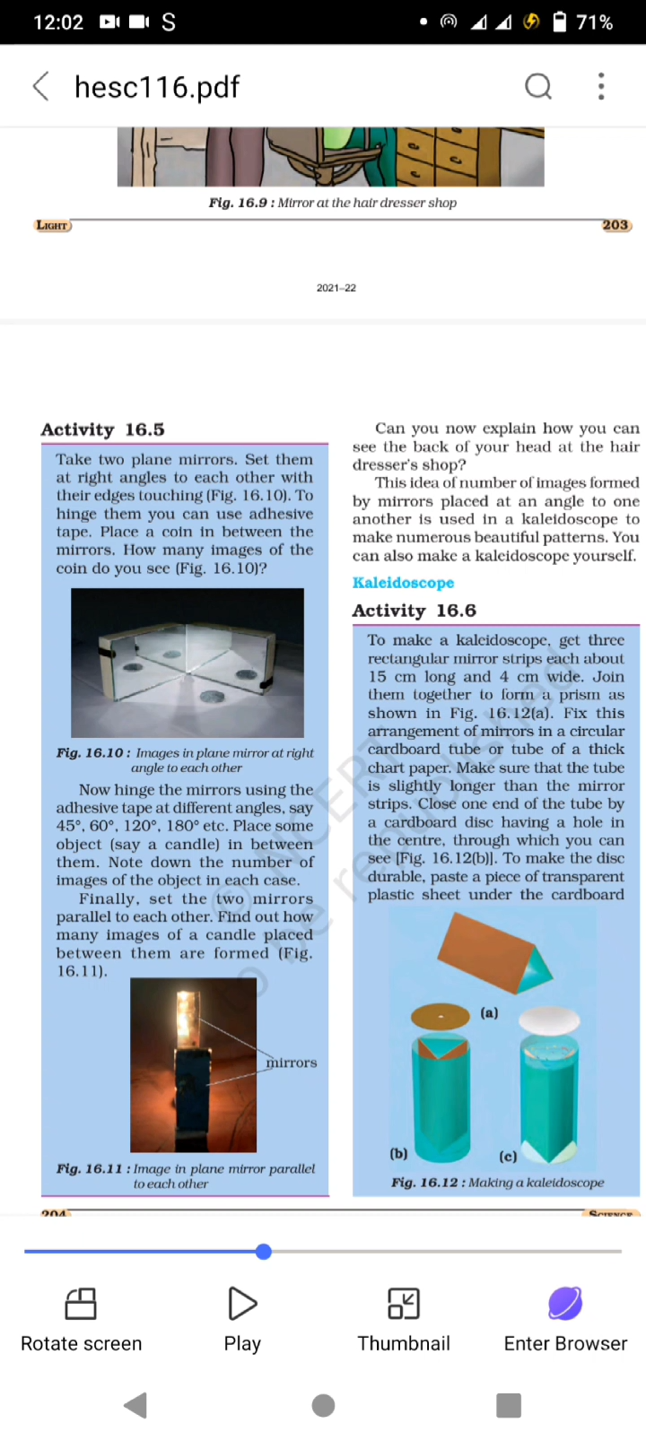 12:02 S 71%
hesc116.pdf
Fig. 16.9 : Mirror at the hair dresser shop
LIGHT 203
2021–22
Activity 16.5
Take two plane mirrors. Set them
at right angles to each other with
their edges touching (Fig. 16.10). To
hinge them you can use adhesive
tape. Place a coin in between the
mirrors. How many images of the
coin do you see (Fig. 16.10)?
Fig. 16.10 : Images in plane mirror at right
angle to each other
Now hinge the mirrors using the
adhesive tape at different angles, say
45°, 60°, 120°, 180° etc. Place some
object (say a candle) in between
them. Note down the number of
images of the object in each case.
Finally, set the two mirrors
parallel to each other. Find out how
many images of a candle placed
between them are formed (Fig.
16.11).
mirrors
Fig. 16.11 : Image in plane mirror parallel
to each other
Can you now explain how you can
see the back of your head at the hair
dresser's shop?
This idea of number of images formed
by mirrors placed at an angle to one
another is used in a kaleidoscope to
make numerous beautiful patterns. You
can also make a kaleidoscope yourself.
Kaleidoscope
Activity 16.6
To make a kaleidoscope, get three
rectangular mirror strips each about
15 cm long and 4 cm wide. Join
them together to form a prism as
shown in Fig. 16.12(a). Fix this
arrangement of mirrors in a circular
cardboard tube or tube of a thick
chart paper. Make sure that the tube
is slightly longer than the mirror
strips. Close one end of the tube by
a cardboard disc having a hole in
the centre, through which you can
see [Fig. 16.12(b)]. To make the disc
durable, paste a piece of transparent
plastic sheet under the cardboard
(a)
(b) (c)
Fig. 16.12 : Making a kaleidoscope
204 SCIENCE
© NCERT
to be republished
Rotate screen Play Thumbnail Enter Browser